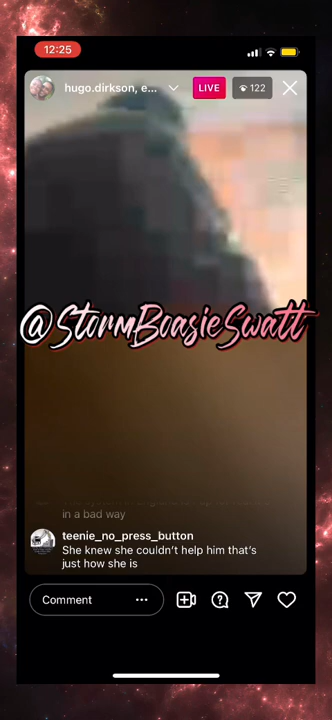 12:25
hugo.dirkson, e...
LIVE
122
@StormBoasieSwatt
in a bad way
teenie_no_press_button
She knew she couldn't help him that's
just how she is
Comment